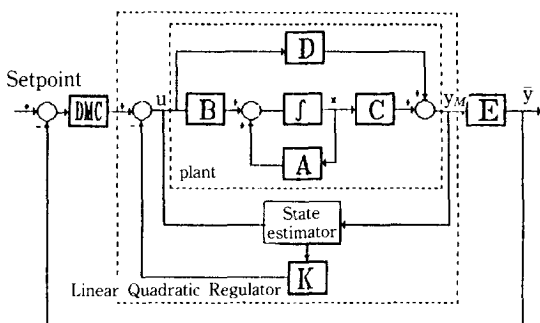 D
Setpoint
DMC
u
B
∫
x
C
y_M
E
ȳ
A
plant
State
estimator
K
Linear Quadratic Regulator